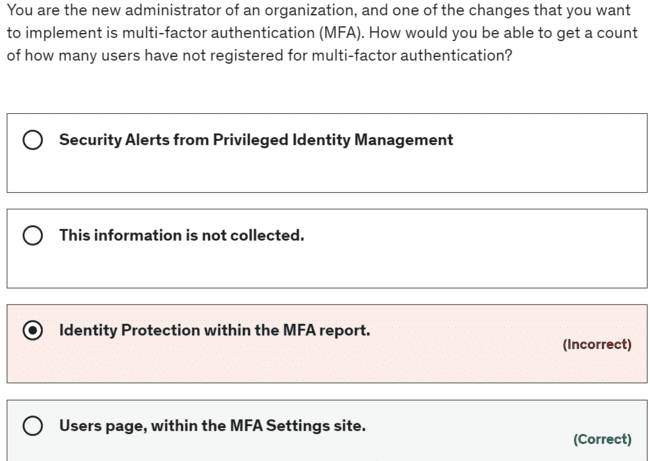 You are the new administrator of an organization, and one of the changes that you want
to implement is multi-factor authentication (MFA). How would you be able to get a count
of how many users have not registered for multi-factor authentication?
Security Alerts from Privileged Identity Management
This information is not collected.
Identity Protection within the MFA report.
(Incorrect)
Users page, within the MFA Settings site.
(Correct)